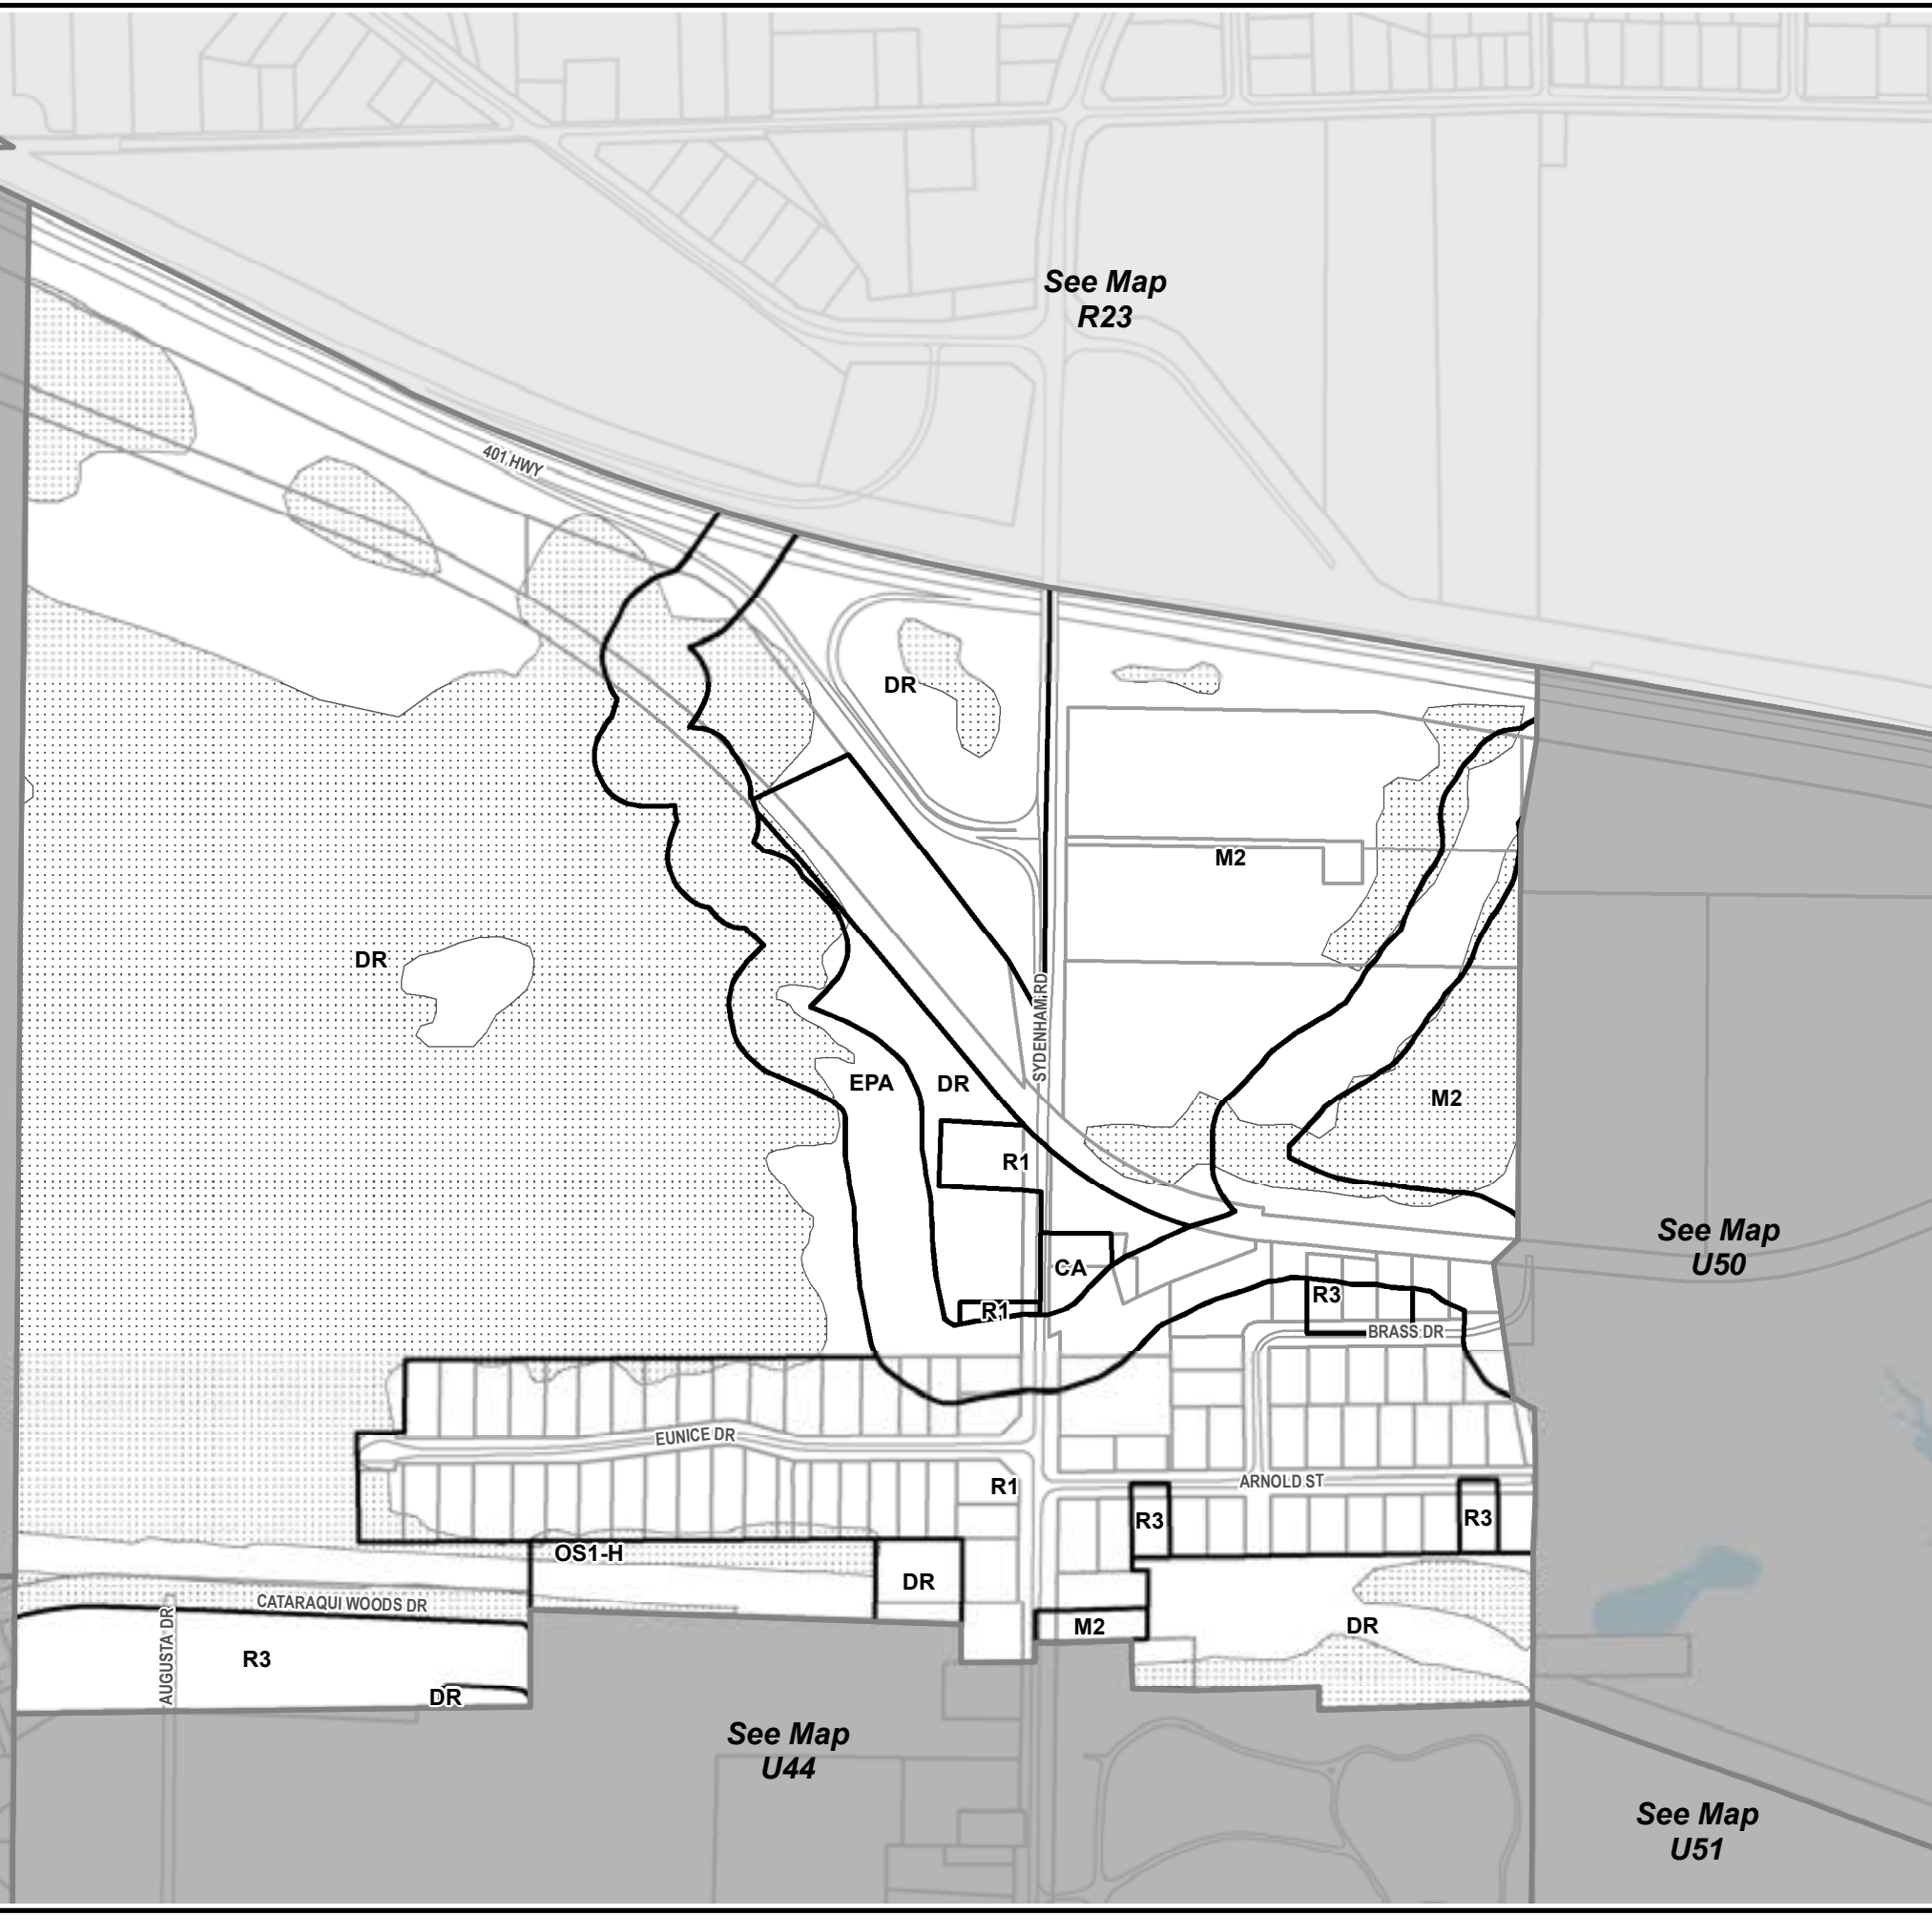 See Map
R23
401 HWY
DR
M2
DR
SYDENHAM RD
EPA
DR
M2
R1
See Map
U50
CA
R3
R1
BRASS DR
EUNICE DR
ARNOLD ST
R1
R3
R3
OS1-H
DR
CATARAQUI WOODS DR
M2
DR
AUGUSTA DR
R3
DR
See Map
U44
See Map
U51